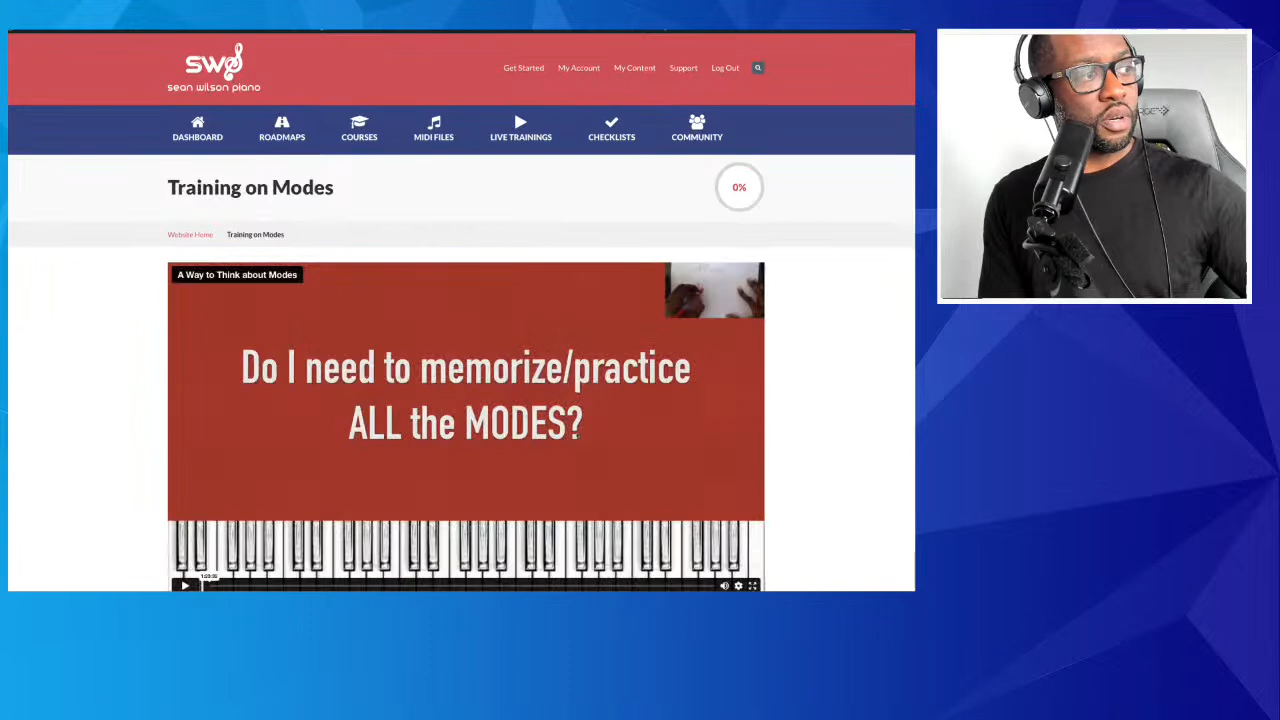 swp
sean wilson piano
Get Started My Account My Content Support Log Out
DASHBOARD ROADMAPS COURSES MIDI FILES LIVE TRAININGS CHECKLISTS COMMUNITY
Training on Modes
0%
Website Home Training on Modes
A Way to Think about Modes
Do I need to memorize/practice
ALL the MODES?